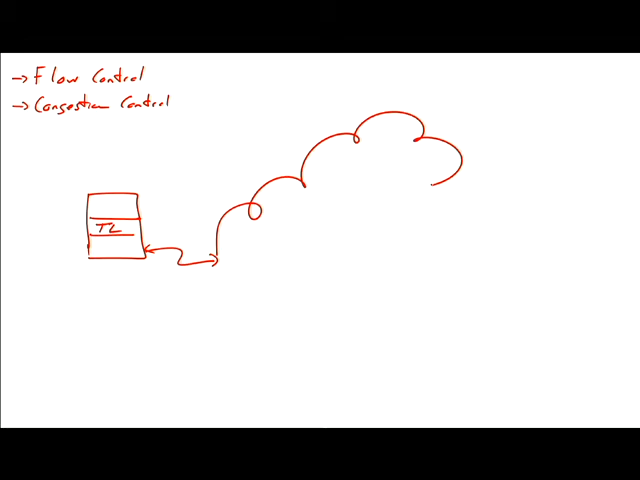 → Flow Control
→ Congestion Control
TL